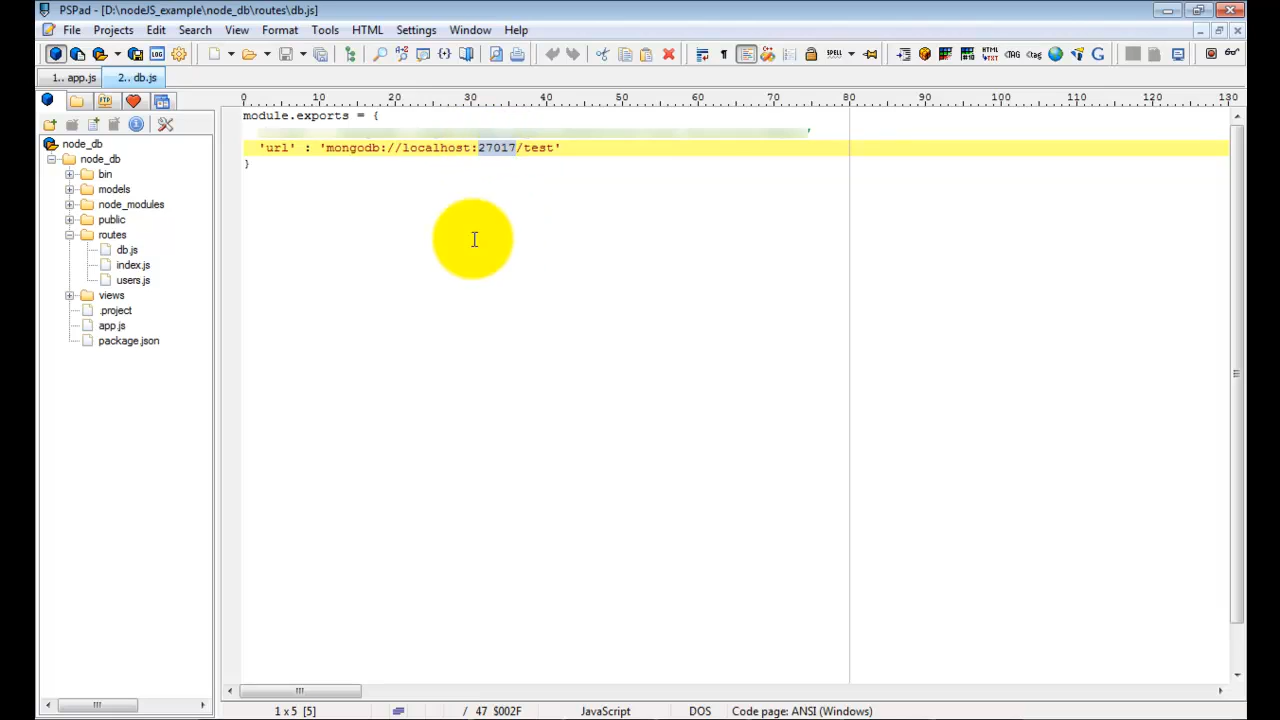 PSPad - [D:\nodeJS_example\node_db\routes\db.js]
File Projects Edit Search View Format Tools HTML Settings Window Help
1.. app.js 2.. db.js
0 10 20 30 40 50 60 70 80 90 100 110 120 130
module.exports = {
'url' : 'mongodb://localhost:27017/test'
}
node_db
node_db
bin
models
node_modules
public
routes
db.js
index.js
users.js
views
.project
app.js
package.json
1 x 5 [5] / 47 $002F JavaScript DOS Code page: ANSI (Windows)